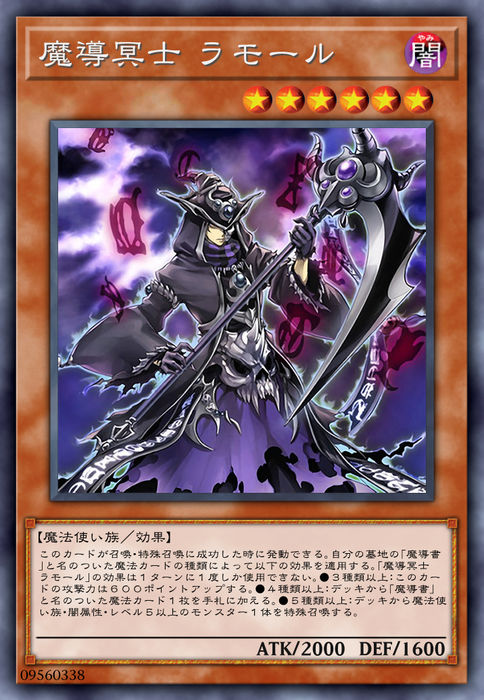 魔導冥士 ラモール
やみ
闇
【魔法使い族／効果】
このカードが召喚・特殊召喚に成功した時に発動できる。自分の墓地の「魔導書」
と名のついた魔法カードの種類によって以下の効果を適用する。「魔導冥士
ラモール」の効果は１ターンに１度しか使用できない。●３種類以上：このカー
ドの攻撃力は６００ポイントアップする。●４種類以上：デッキから「魔導書」
と名のついた魔法カード１枚を手札に加える。●５種類以上：デッキから魔法使
い族・闇属性・レベル５以上のモンスター１体を特殊召喚する。
ATK/2000 DEF/1600
09560338